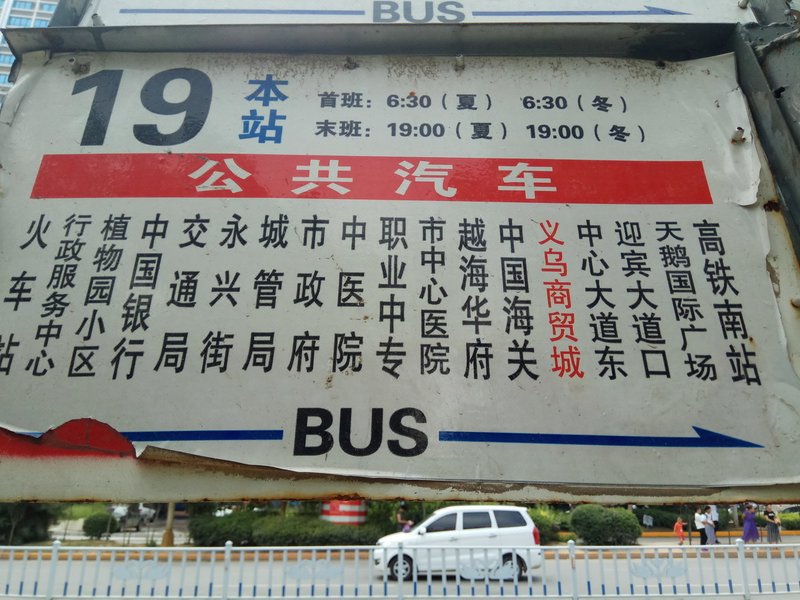 BUS
19
本站
首班：6:30（夏） 6:30（冬）
末班：19:00（夏） 19:00（冬）
公共汽车
火车站
行政服务中心
植物园小区
中国银行
交通局
永兴街
城管局
市政府
中医院
职业中专
市中心医院
越海华府
中国海关
义乌商贸城
中心大道东
迎宾大道口
天鹅国际广场
高铁南站
BUS